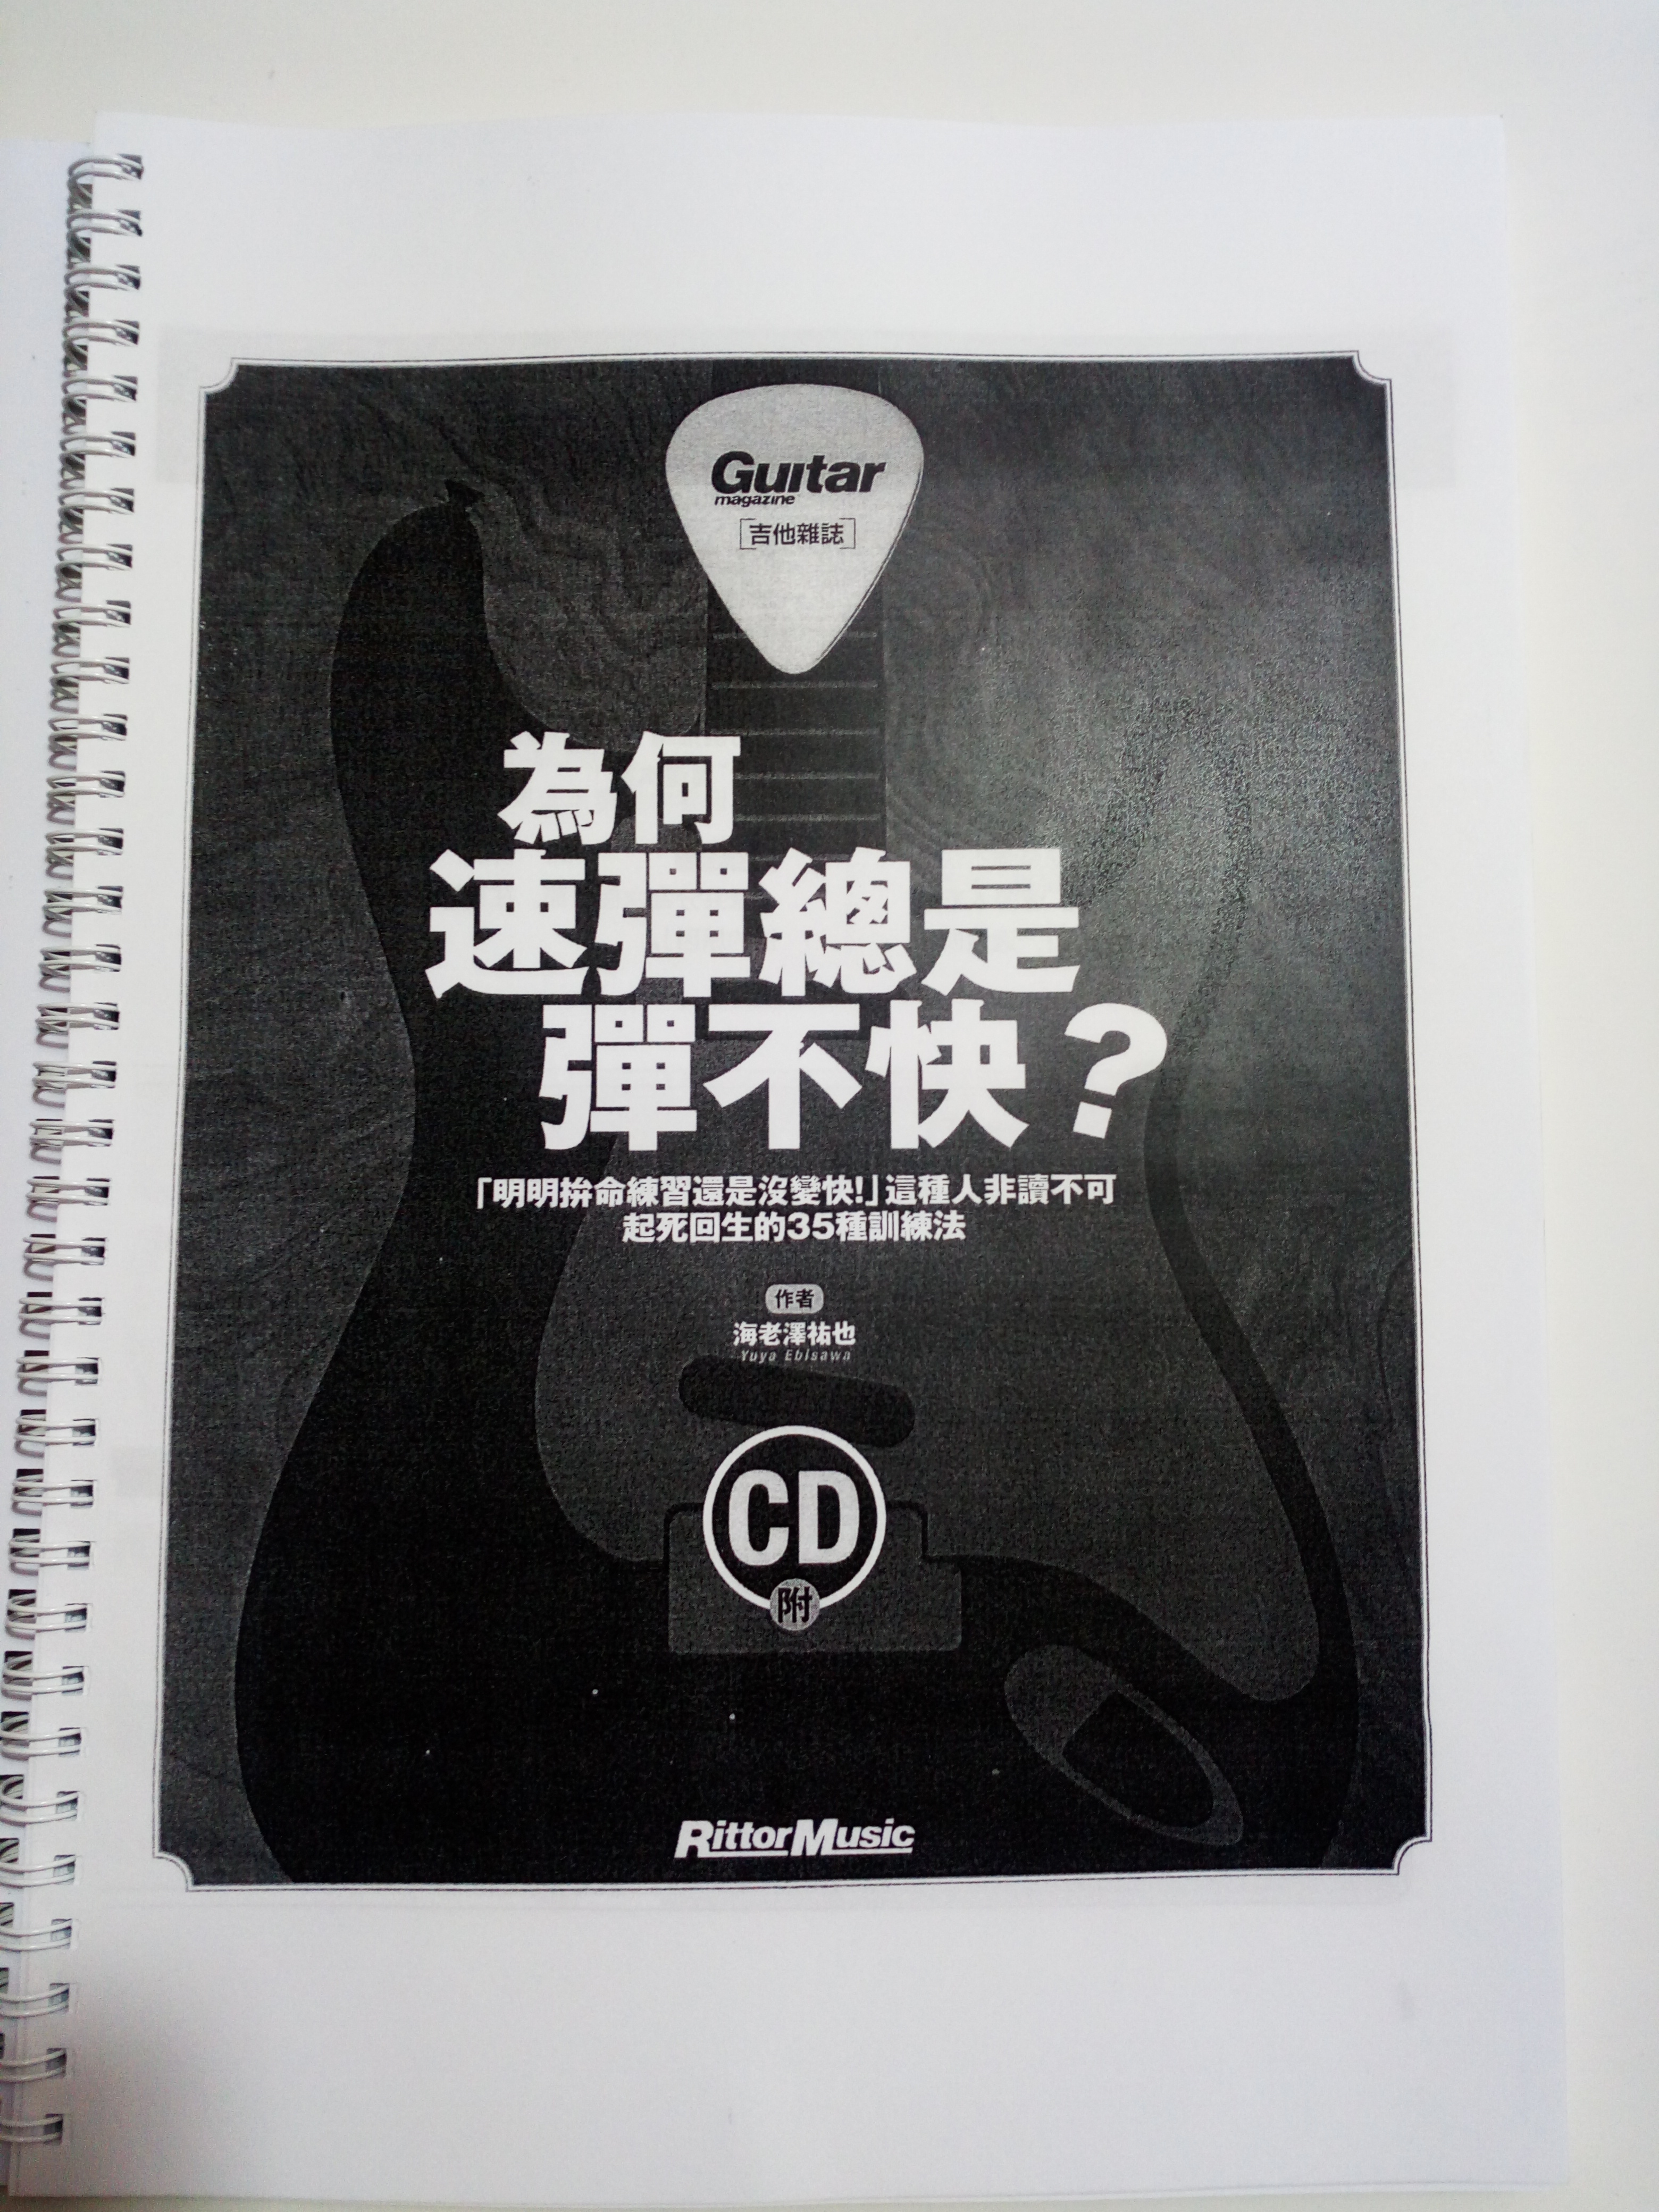 Guitar
magazine
[吉他雜誌]
為何
速彈總是
彈不快？
「明明拚命練習還是沒變快!」這種人非讀不可
起死回生的35種訓練法
作者
海老澤祐也
Yuya Ebisawa
CD
附
RittorMusic